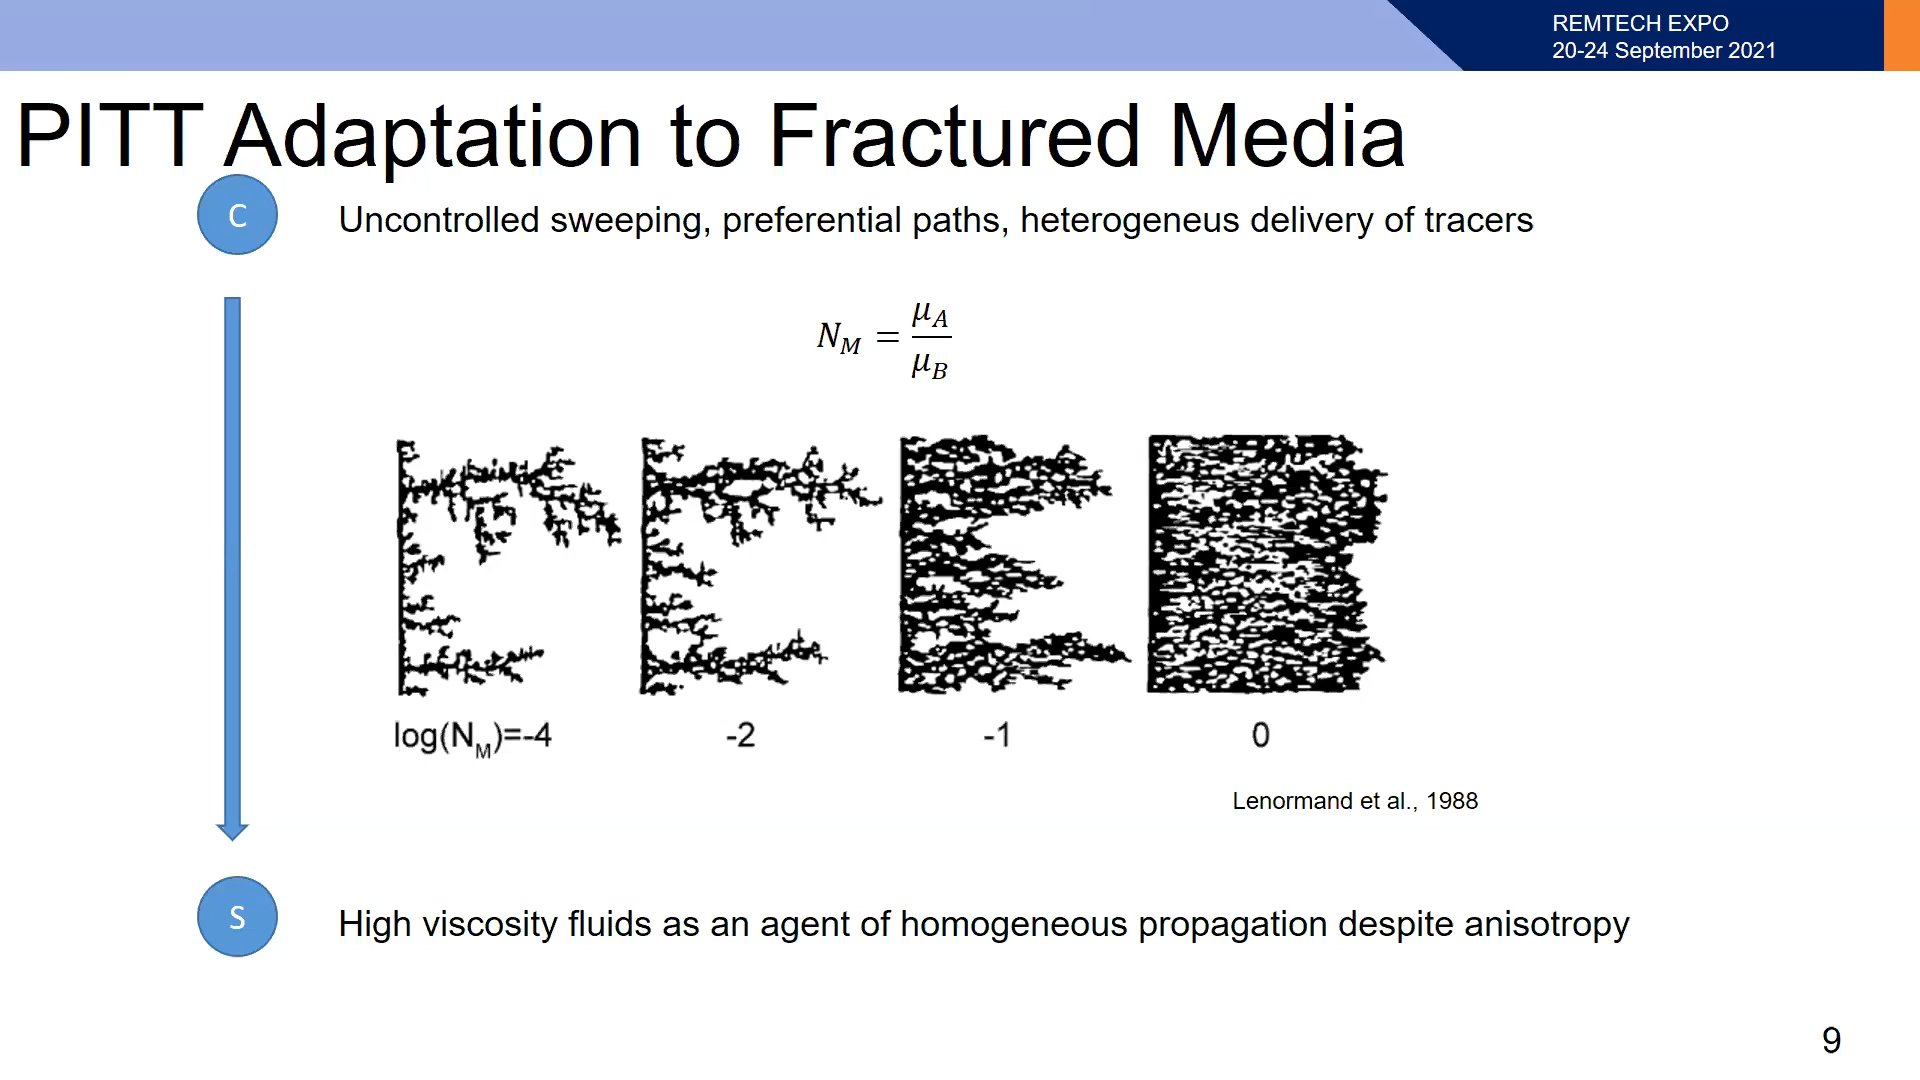 REMTECH EXPO
20-24 September 2021
PITT Adaptation to Fractured Media
C
Uncontrolled sweeping, preferential paths, heterogeneus delivery of tracers
N_M = μ_A / μ_B
log(N_M)=-4 -2 -1 0
Lenormand et al., 1988
S
High viscosity fluids as an agent of homogeneous propagation despite anisotropy
9